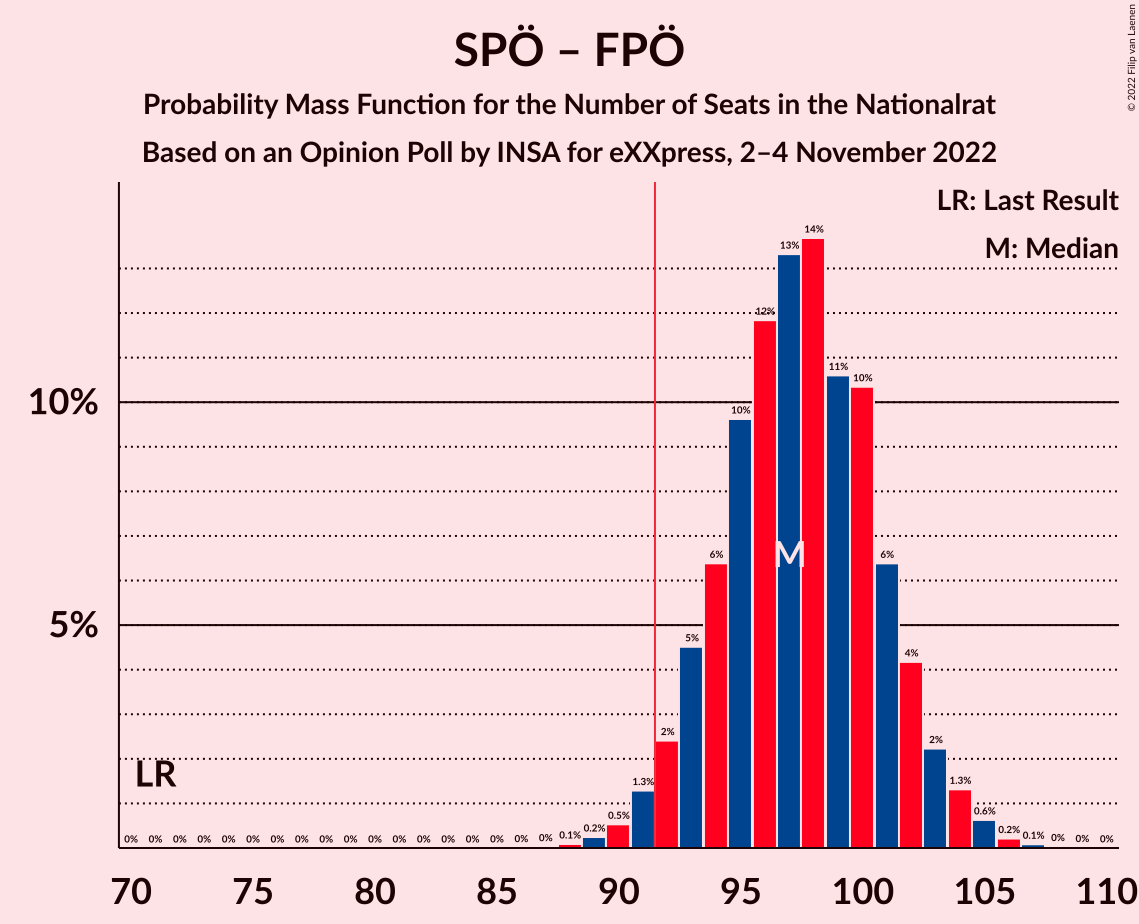 SPÖ – FPÖ
Probability Mass Function for the Number of Seats in the Nationalrat
Based on an Opinion Poll by INSA for eXXpress, 2–4 November 2022
© 2022 Filip van Laenen
LR: Last Result
M: Median
10%
5%
LR
M
0% 0% 0% 0% 0% 0% 0% 0% 0% 0% 0% 0% 0% 0% 0% 0% 0% 0% 0.1% 0.2% 0.5% 1.3% 2% 5% 6% 10% 12% 13% 14% 11% 10% 6% 4% 2% 1.3% 0.6% 0.2% 0.1% 0% 0% 0%
70 75 80 85 90 95 100 105 110